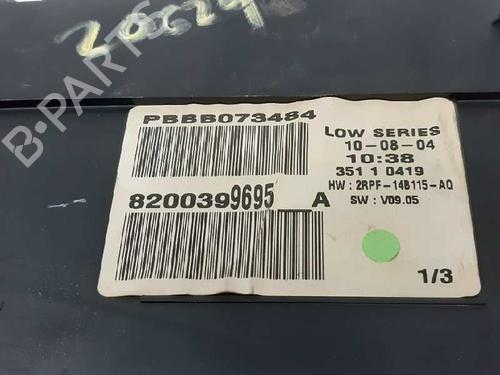 PBBB073484
LOW SERIES
10-08-04
10:38
351 1 0419
HW : 2RPF-14B115-AQ
SW : V09.05
8200399695__A
1/3
B-PARTS